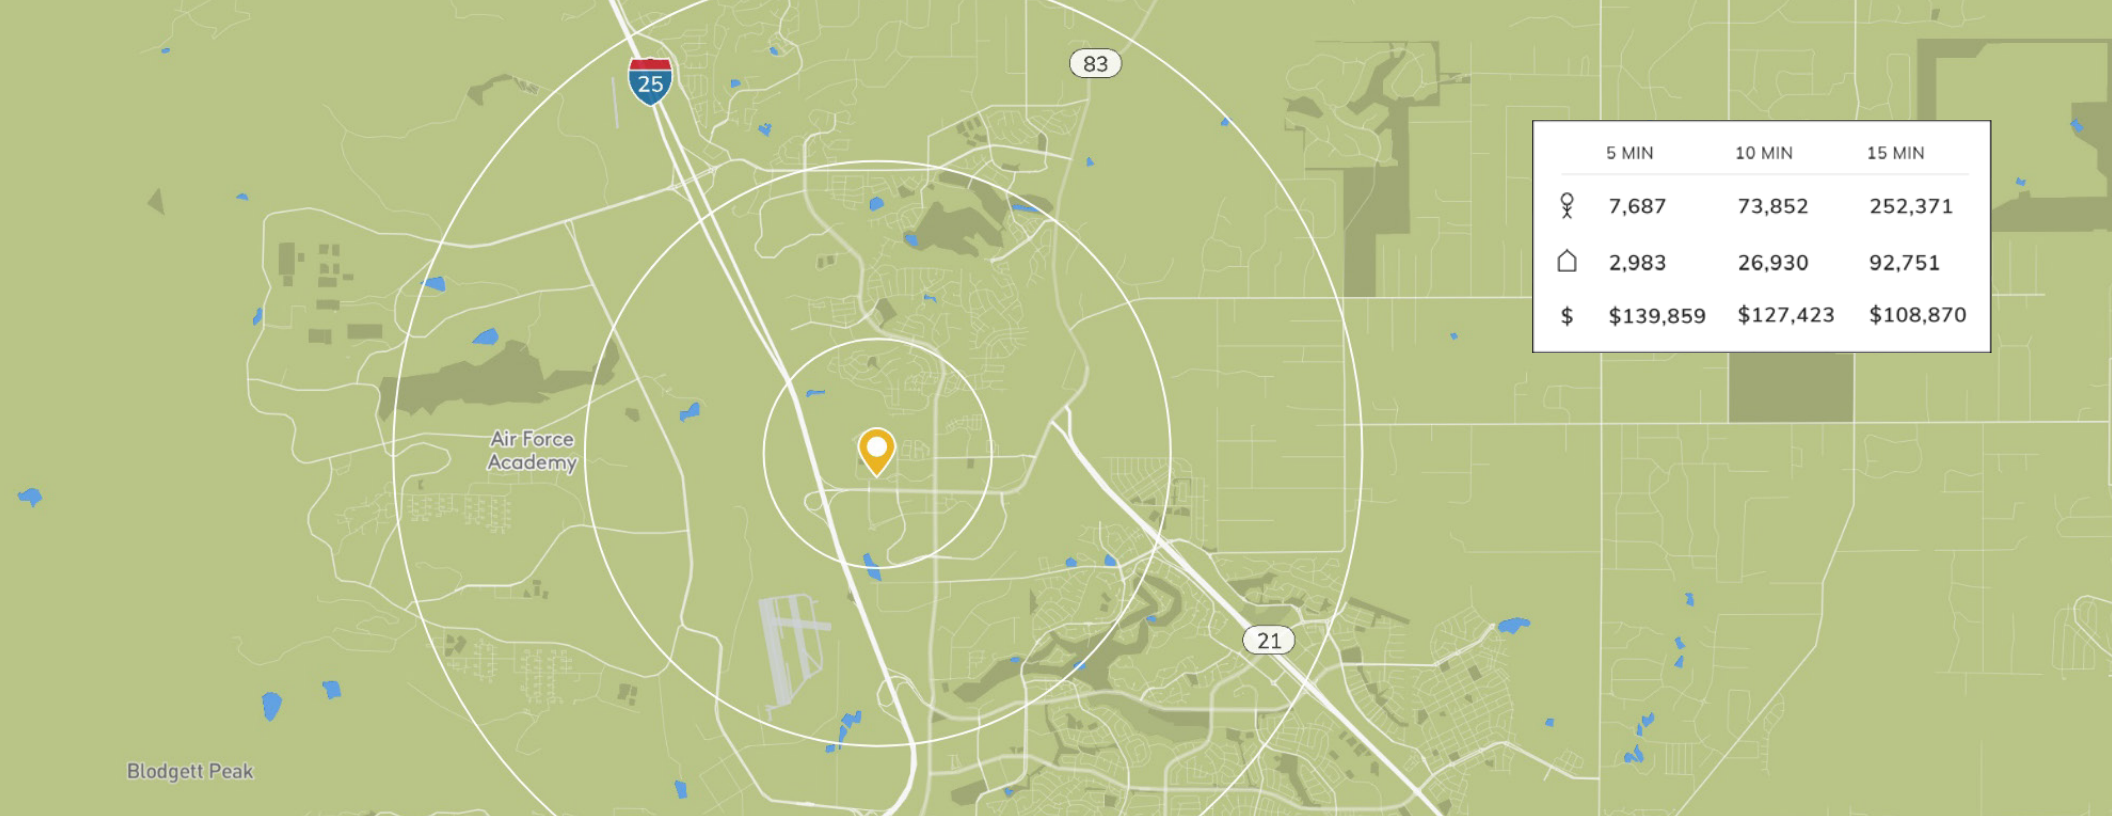 25
83
5 MIN 10 MIN 15 MIN
7,687 73,852 252,371
2,983 26,930 92,751
$ $139,859 $127,423 $108,870
Air Force
Academy
21
Blodgett Peak